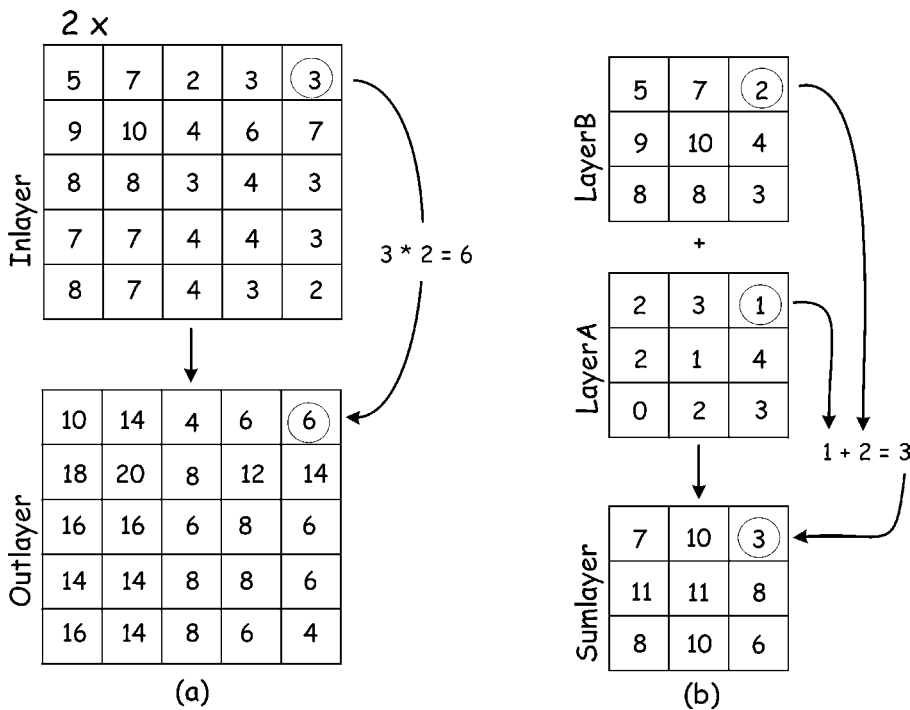 2 x
Inlayer
5 7 2 3 3
9 10 4 6 7
8 8 3 4 3
7 7 4 4 3
8 7 4 3 2
3 * 2 = 6
Outlayer
10 14 4 6 6
18 20 8 12 14
16 16 6 8 6
14 14 8 8 6
16 14 8 6 4
(a)
LayerB
5 7 2
9 10 4
8 8 3
+
LayerA
2 3 1
2 1 4
0 2 3
1 + 2 = 3
Sumlayer
7 10 3
11 11 8
8 10 6
(b)